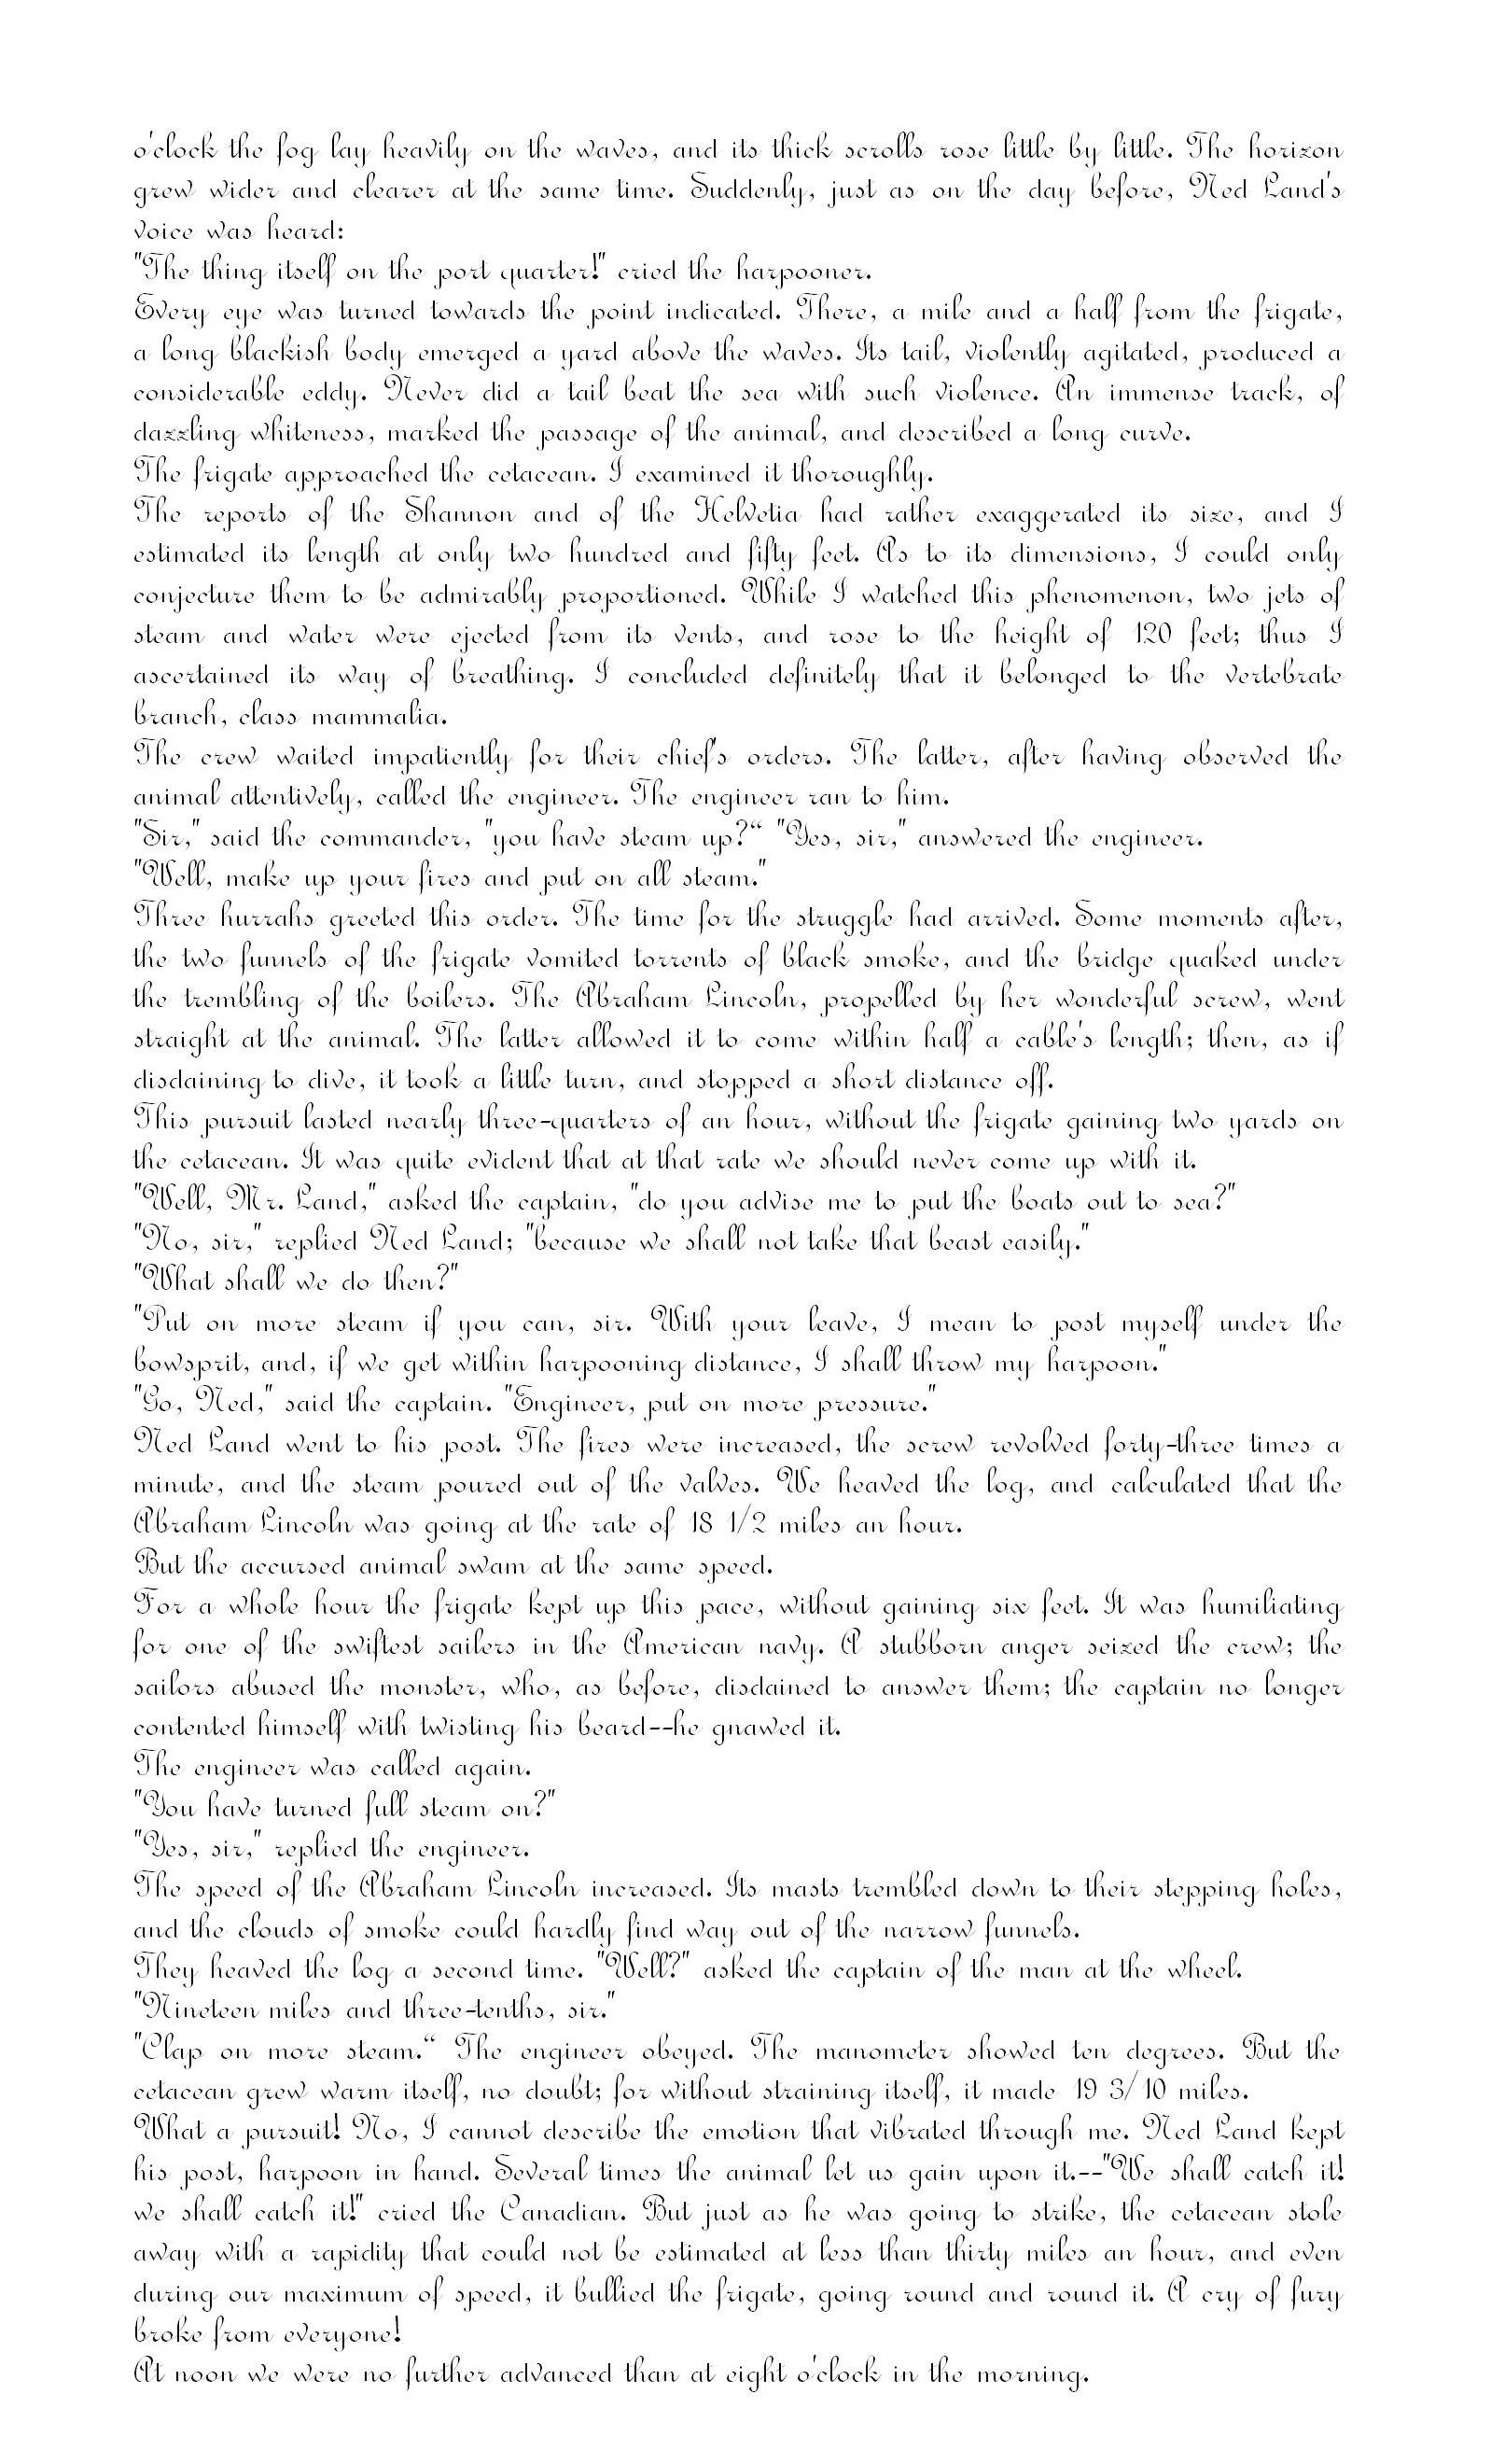 o'clock the fog lay heavily on the waves, and its thick scrolls rose little by little. The horizon
grew wider and clearer at the same time. Suddenly, just as on the day before, Ned Land's
voice was heard:
"The thing itself on the port quarter!" cried the harpooner.
Every eye was turned towards the point indicated. There, a mile and a half from the frigate,
a long blackish body emerged a yard above the waves. Its tail, violently agitated, produced a
considerable eddy. Never did a tail beat the sea with such violence. An immense track, of
dazzling whiteness, marked the passage of the animal, and described a long curve.
The frigate approached the cetacean. I examined it thoroughly.
The reports of the Shannon and of the Helvetia had rather exaggerated its size, and I
estimated its length at only two hundred and fifty feet. As to its dimensions, I could only
conjecture them to be admirably proportioned. While I watched this phenomenon, two jets of
steam and water were ejected from its vents, and rose to the height of 120 feet; thus I
ascertained its way of breathing. I concluded definitely that it belonged to the vertebrate
branch, class mammalia.
The crew waited impatiently for their chief's orders. The latter, after having observed the
animal attentively, called the engineer. The engineer ran to him.
"Sir," said the commander, "you have steam up?“ "Yes, sir," answered the engineer.
"Well, make up your fires and put on all steam."
Three hurrahs greeted this order. The time for the struggle had arrived. Some moments after,
the two funnels of the frigate vomited torrents of black smoke, and the bridge quaked under
the trembling of the boilers. The Abraham Lincoln, propelled by her wonderful screw, went
straight at the animal. The latter allowed it to come within half a cable's length; then, as if
disdaining to dive, it took a little turn, and stopped a short distance off.
This pursuit lasted nearly three-quarters of an hour, without the frigate gaining two yards on
the cetacean. It was quite evident that at that rate we should never come up with it.
"Well, Mr. Land," asked the captain, "do you advise me to put the boats out to sea?"
"No, sir," replied Ned Land; "because we shall not take that beast easily."
"What shall we do then?"
"Put on more steam if you can, sir. With your leave, I mean to post myself under the
bowsprit, and, if we get within harpooning distance, I shall throw my harpoon."
"Go, Ned," said the captain. "Engineer, put on more pressure."
Ned Land went to his post. The fires were increased, the screw revolved forty-three times a
minute, and the steam poured out of the valves. We heaved the log, and calculated that the
Abraham Lincoln was going at the rate of 18 1/2 miles an hour.
But the accursed animal swam at the same speed.
For a whole hour the frigate kept up this pace, without gaining six feet. It was humiliating
for one of the swiftest sailers in the American navy. A stubborn anger seized the crew; the
sailors abused the monster, who, as before, disdained to answer them; the captain no longer
contented himself with twisting his beard--he gnawed it.
The engineer was called again.
"You have turned full steam on?"
"Yes, sir," replied the engineer.
The speed of the Abraham Lincoln increased. Its masts trembled down to their stepping holes,
and the clouds of smoke could hardly find way out of the narrow funnels.
They heaved the log a second time. "Well?" asked the captain of the man at the wheel.
"Nineteen miles and three-tenths, sir."
"Clap on more steam.“ The engineer obeyed. The manometer showed ten degrees. But the
cetacean grew warm itself, no doubt; for without straining itself, it made 19 3/10 miles.
What a pursuit! No, I cannot describe the emotion that vibrated through me. Ned Land kept
his post, harpoon in hand. Several times the animal let us gain upon it.--"We shall catch it!
we shall catch it!" cried the Canadian. But just as he was going to strike, the cetacean stole
away with a rapidity that could not be estimated at less than thirty miles an hour, and even
during our maximum of speed, it bullied the frigate, going round and round it. A cry of fury
broke from everyone!
At noon we were no further advanced than at eight o'clock in the morning.